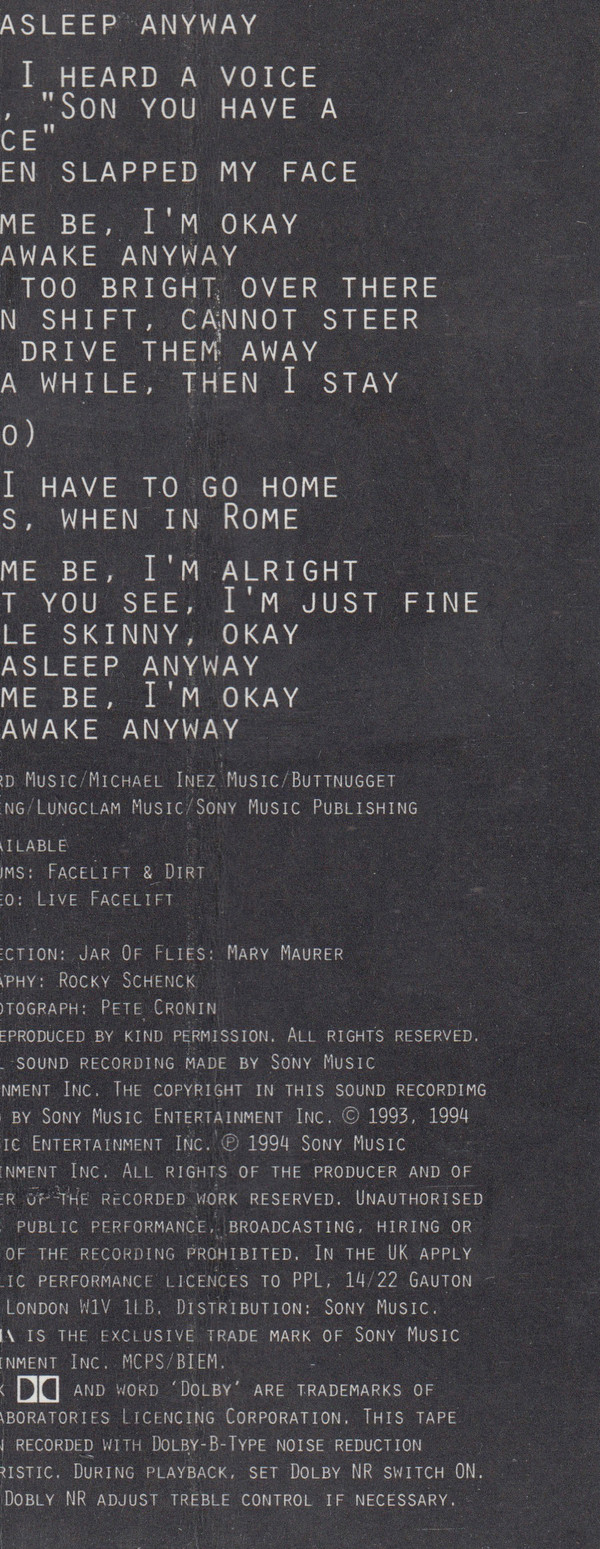 ASLEEP ANYWAY
I HEARD A VOICE
, "SON YOU HAVE A
CE"
EN SLAPPED MY FACE
ME BE, I'M OKAY
AWAKE ANYWAY
TOO BRIGHT OVER THERE
N SHIFT, CANNOT STEER
DRIVE THEM AWAY
A WHILE, THEN I STAY
O)
I HAVE TO GO HOME
S, WHEN IN ROME
ME BE, I'M ALRIGHT
T YOU SEE, I'M JUST FINE
LE SKINNY, OKAY
ASLEEP ANYWAY
ME BE, I'M OKAY
AWAKE ANYWAY
RD MUSIC/MICHAEL INEZ MUSIC/BUTTNUGGET
ING/LUNGCLAM MUSIC/SONY MUSIC PUBLISHING
AILABLE
UMS: FACELIFT & DIRT
EO: LIVE FACELIFT
ECTION: JAR OF FLIES: MARY MAURER
APHY: ROCKY SCHENCK
OTOGRAPH: PETE CRONIN
EPRODUCED BY KIND PERMISSION. ALL RIGHTS RESERVED.
L SOUND RECORDING MADE BY SONY MUSIC
NMENT INC. THE COPYRIGHT IN THIS SOUND RECORDIMG
D BY SONY MUSIC ENTERTAINMENT INC. © 1993, 1994
IC ENTERTAINMENT INC. ℗ 1994 SONY MUSIC
INMENT INC. ALL RIGHTS OF THE PRODUCER AND OF
ER OF THE RECORDED WORK RESERVED. UNAUTHORISED
, PUBLIC PERFORMANCE, BROADCASTING, HIRING OR
OF THE RECORDING PROHIBITED. IN THE UK APPLY
LIC PERFORMANCE LICENCES TO PPL, 14/22 GAUTON
LONDON W1V 1LB. DISTRIBUTION: SONY MUSIC.
IS THE EXCLUSIVE TRADE MARK OF SONY MUSIC
INMENT INC. MCPS/BIEM.
K AND WORD 'DOLBY' ARE TRADEMARKS OF
ABORATORIES LICENCING CORPORATION. THIS TAPE
N RECORDED WITH DOLBY-B-TYPE NOISE REDUCTION
RISTIC. DURING PLAYBACK, SET DOLBY NR SWITCH ON.
DOBLY NR ADJUST TREBLE CONTROL IF NECESSARY.